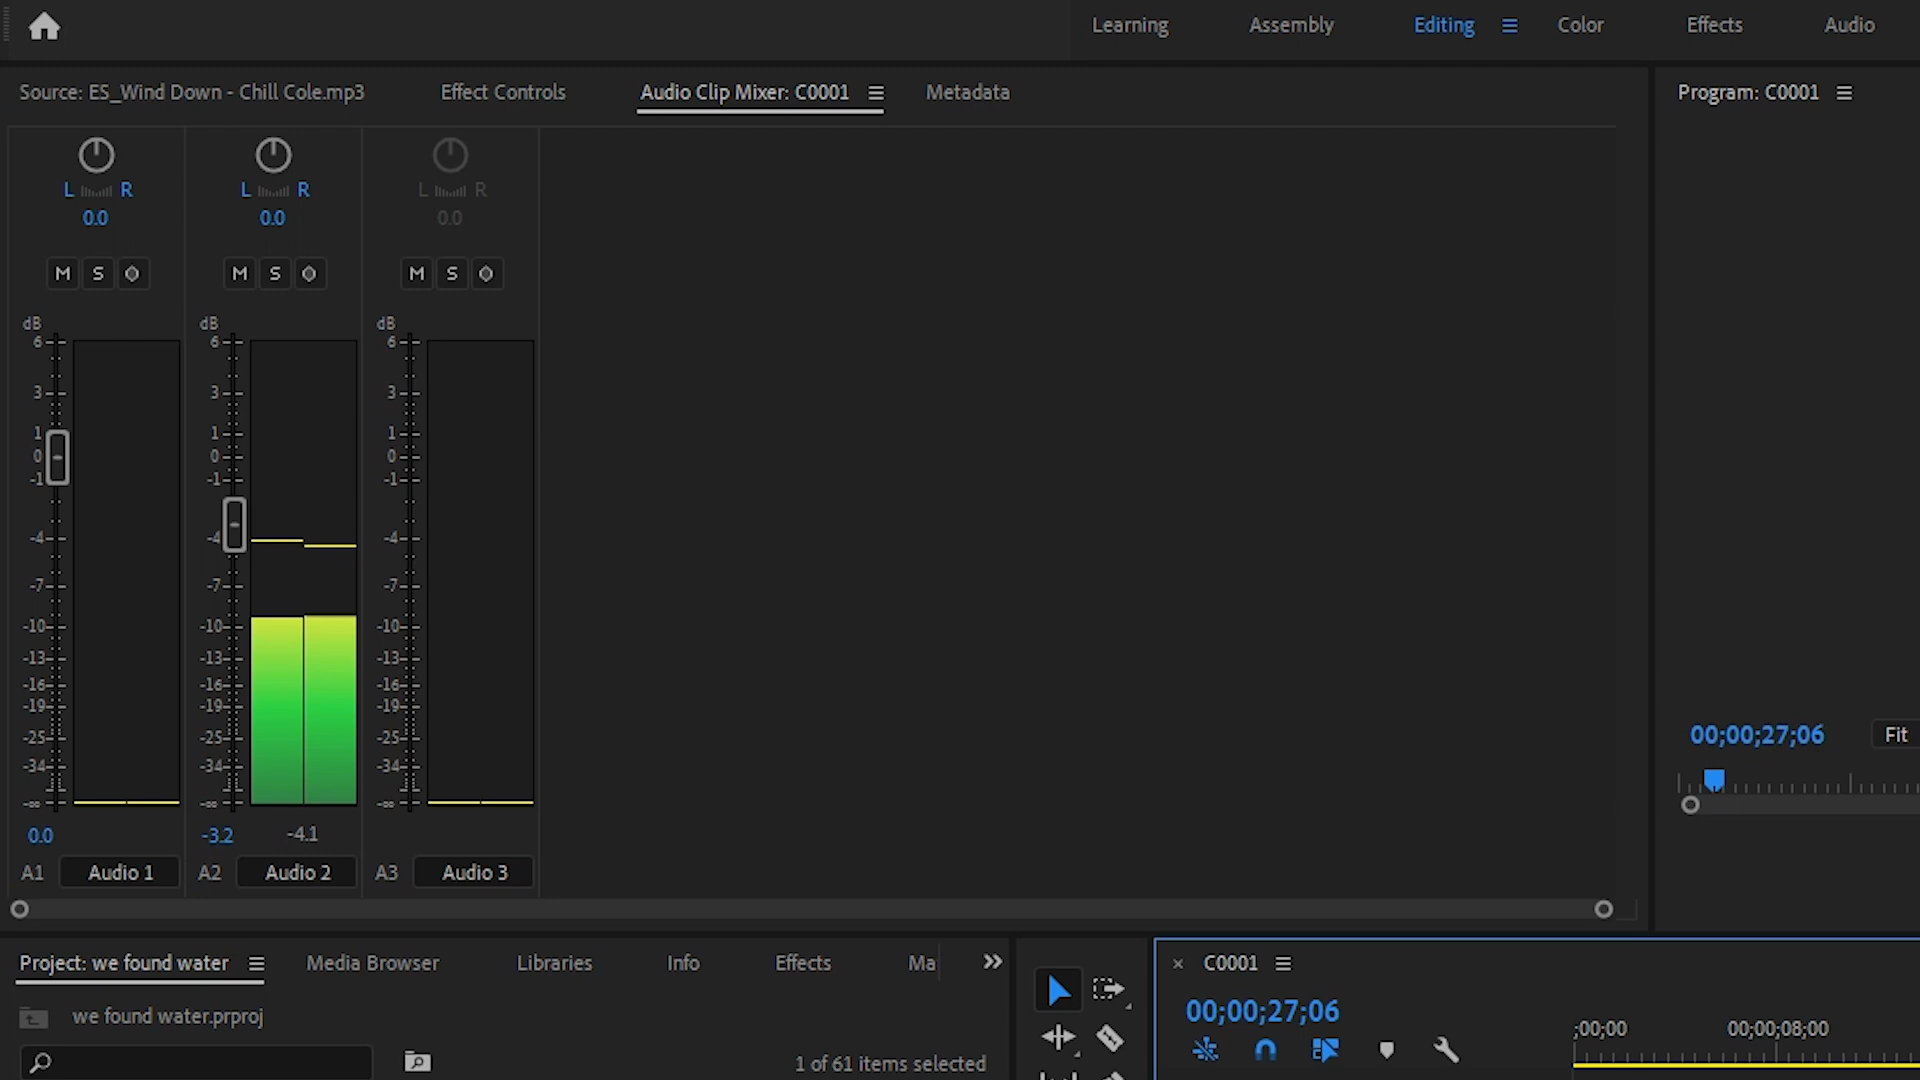 Learning Assembly Editing Color Effects Audio
Source: ES_Wind Down - Chill Cole.mp3 Effect Controls Audio Clip Mixer: C0001 Metadata Program: C0001
L R L R L R
0.0 0.0 0.0
M S M S M S
dB dB dB
6 6 6
3 3 3
1 1 1
0 0 0
-1 -1 -1
-4 -4 -4
-7 -7 -7
-10 -10 -10
-13 -13 -13
-16 -16 -16
-19 -19 -19
-25 -25 -25
-34 -34 -34
-∞ -∞ -∞
0.0 -3.2 -4.1
A1 Audio 1 A2 Audio 2 A3 Audio 3
00;00;27;06 Fit
Project: we found water Media Browser Libraries Info Effects Ma
we found water.prproj
1 of 61 items selected
× C0001
00;00;27;06
;00;00 00;00;08;00